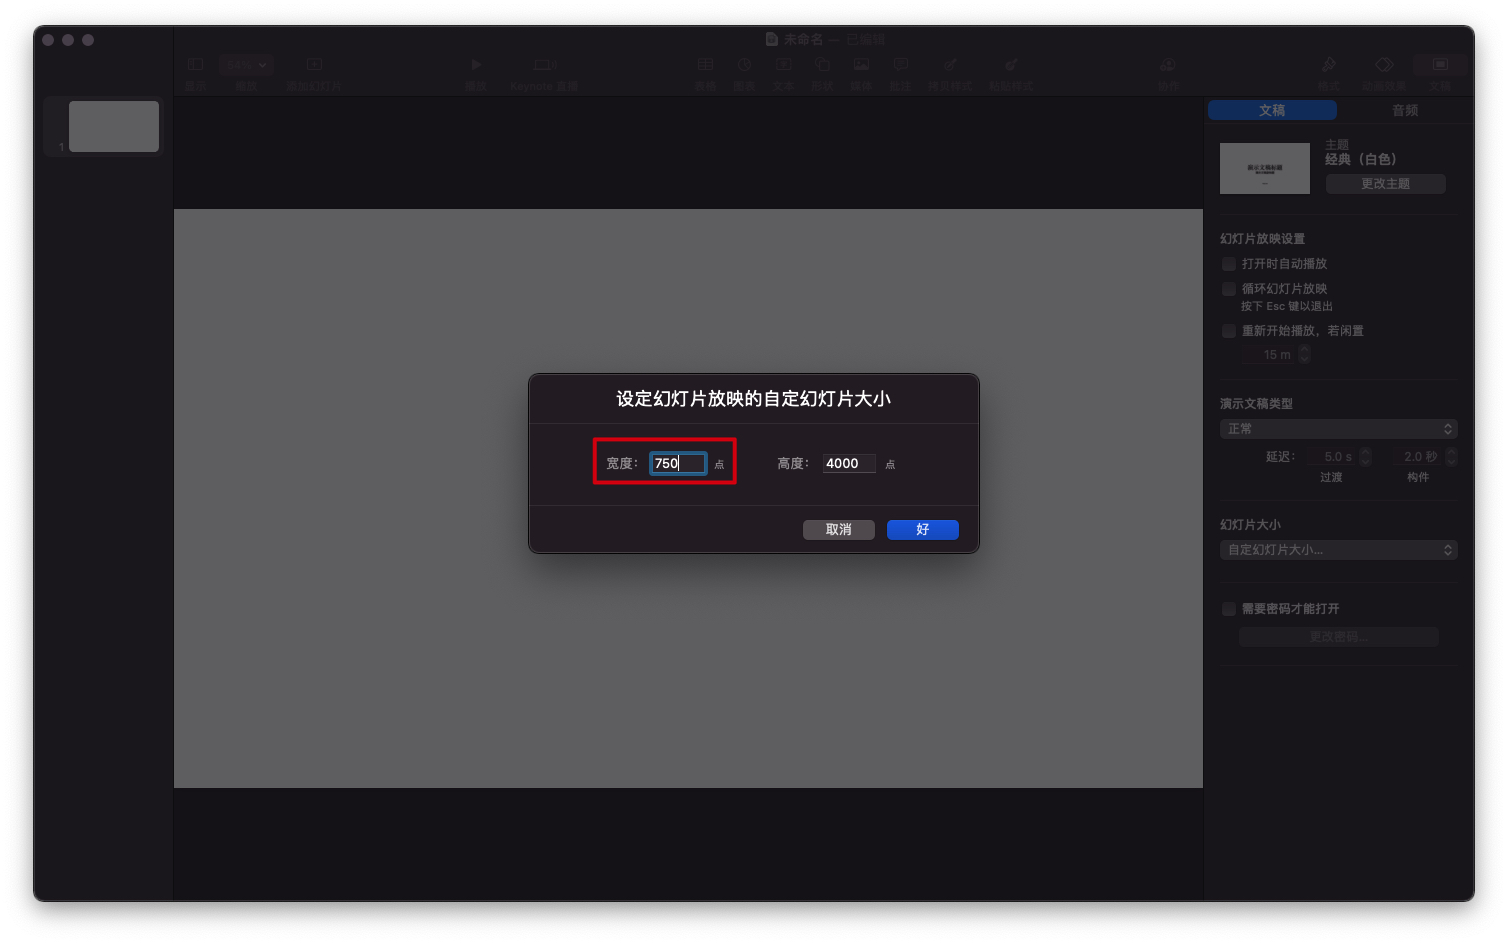 未命名 — 已编辑
54%
显示
缩放
添加幻灯片
播放
Keynote 直播
表格
图表
文本
形状
媒体
批注
拷贝样式
粘贴样式
协作
格式
动画效果
文稿
1
文稿
音频
演示文稿标题
主题
经典（白色）
更改主题
幻灯片放映设置
打开时自动播放
循环幻灯片放映
按下 Esc 键以退出
重新开始播放，若闲置
15 m
演示文稿类型
正常
延迟：
5.0 s
2.0 秒
过渡
构件
幻灯片大小
自定幻灯片大小...
需要密码才能打开
更改密码...
设定幻灯片放映的自定幻灯片大小
宽度： 750 点
高度： 4000 点
取消
好